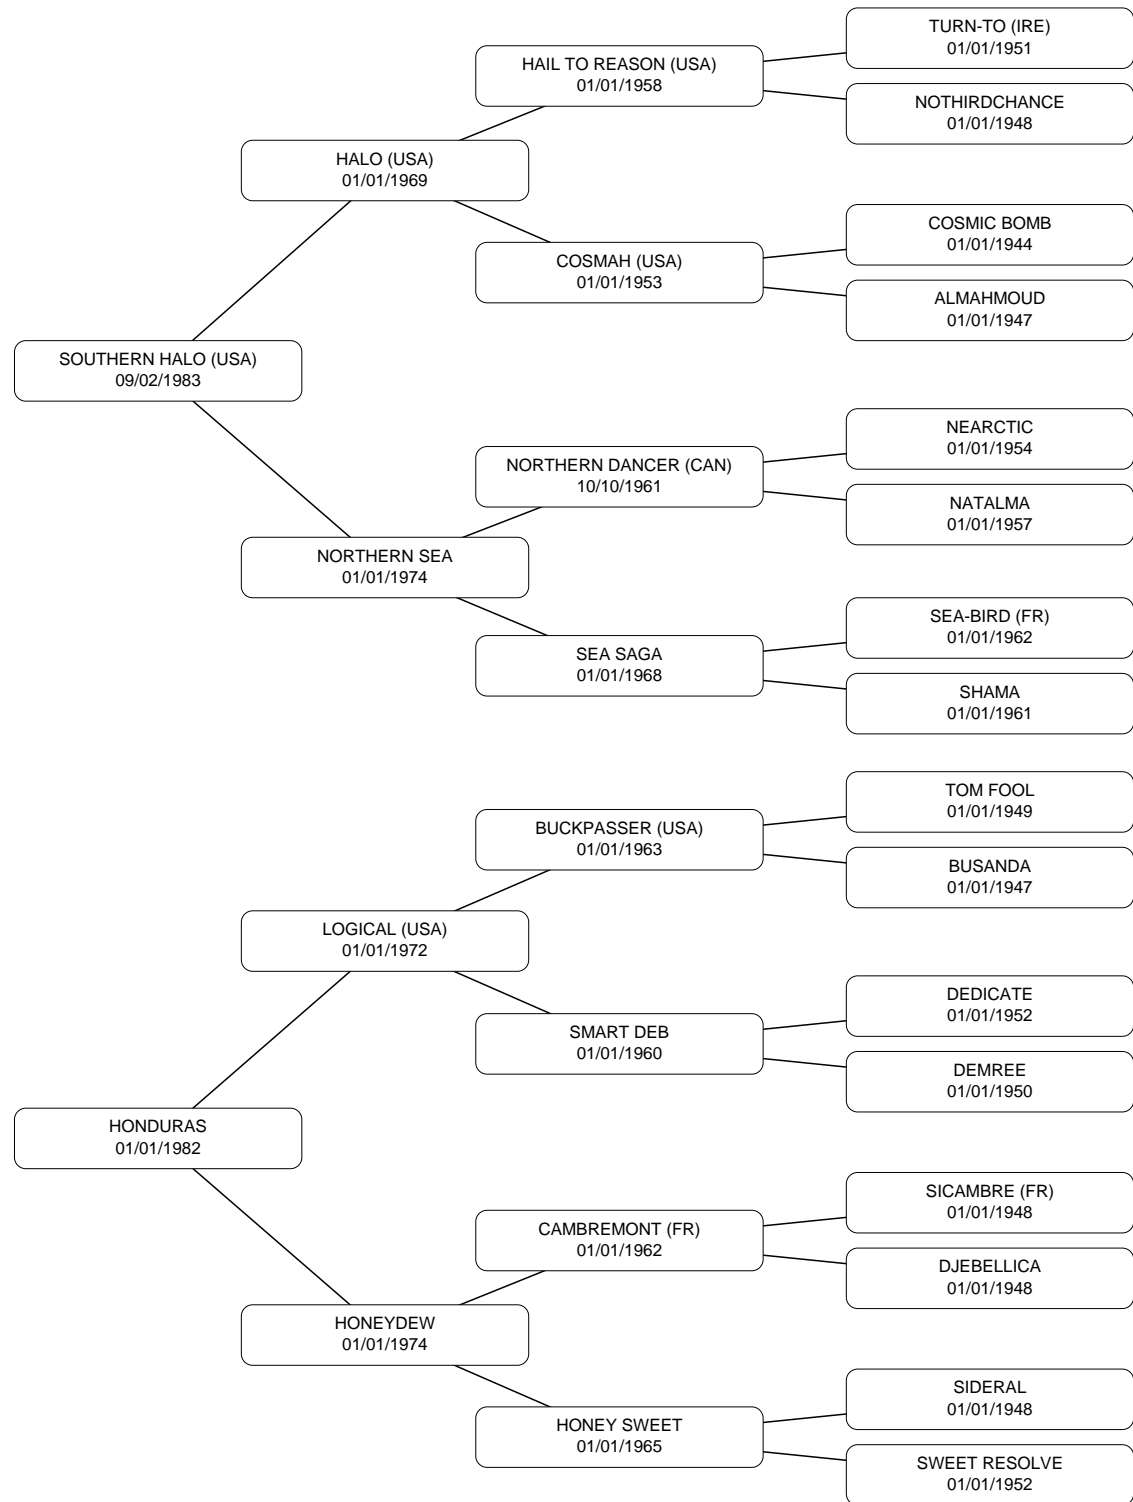 TURN-TO (IRE)
01/01/1951
HAIL TO REASON (USA)
01/01/1958
NOTHIRDCHANCE
01/01/1948
HALO (USA)
01/01/1969
COSMIC BOMB
01/01/1944
COSMAH (USA)
01/01/1953
ALMAHMOUD
01/01/1947
SOUTHERN HALO (USA)
09/02/1983
NEARCTIC
01/01/1954
NORTHERN DANCER (CAN)
10/10/1961
NATALMA
01/01/1957
NORTHERN SEA
01/01/1974
SEA-BIRD (FR)
01/01/1962
SEA SAGA
01/01/1968
SHAMA
01/01/1961
TOM FOOL
01/01/1949
BUCKPASSER (USA)
01/01/1963
BUSANDA
01/01/1947
LOGICAL (USA)
01/01/1972
DEDICATE
01/01/1952
SMART DEB
01/01/1960
DEMREE
01/01/1950
HONDURAS
01/01/1982
SICAMBRE (FR)
01/01/1948
CAMBREMONT (FR)
01/01/1962
DJEBELLICA
01/01/1948
HONEYDEW
01/01/1974
SIDERAL
01/01/1948
HONEY SWEET
01/01/1965
SWEET RESOLVE
01/01/1952